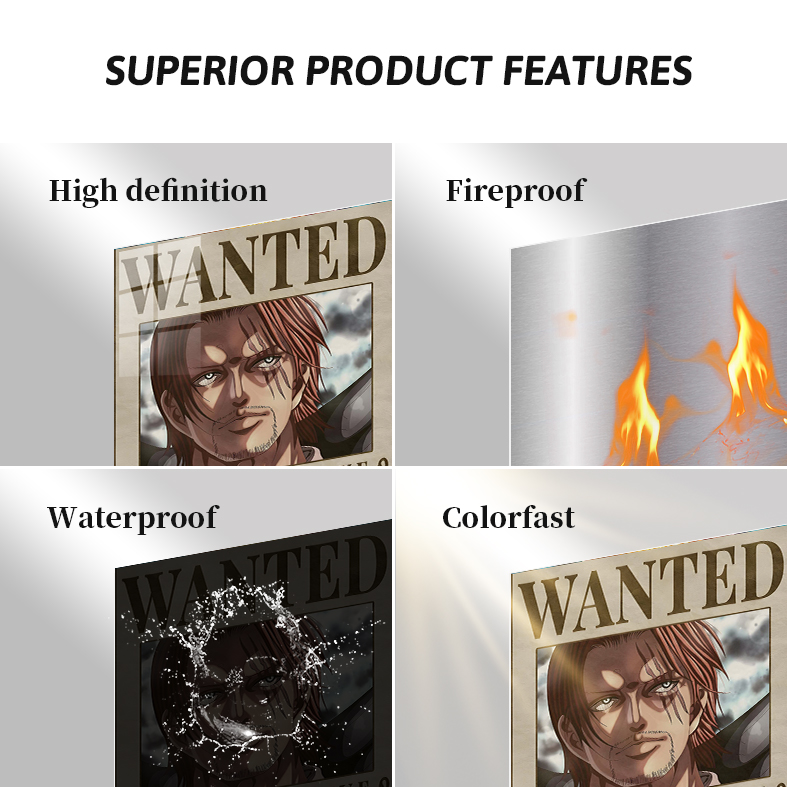 SUPERIOR PRODUCT FEATURES
High definition
Fireproof
WANTED
Waterproof
Colorfast
WANTED
WANTED